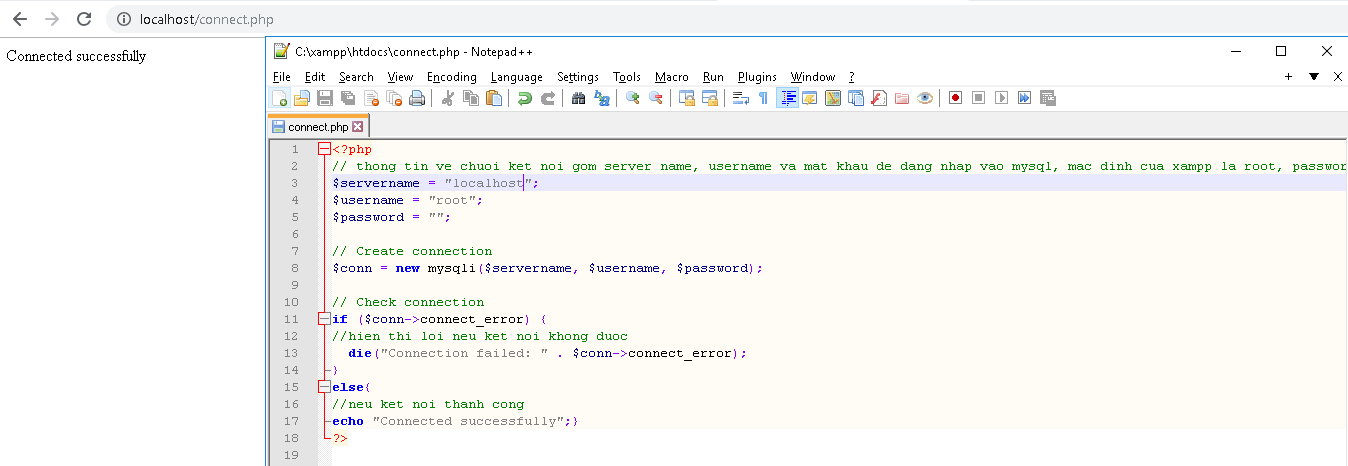 localhost/connect.php
Connected successfully
C:\xampp\htdocs\connect.php - Notepad++
File Edit Search View Encoding Language Settings Tools Macro Run Plugins Window ? + ▼ X
connect.php
1 <?php
2 // thong tin ve chuoi ket noi gom server name, username va mat khau de dang nhap vao mysql, mac dinh cua xampp la root,
3 $servername = "localhost";
4 $username = "root";
5 $password = "";
6
7 // Create connection
8 $conn = new mysqli($servername, $username, $password);
9
10 // Check connection
11 if ($conn->connect_error) {
12 //hien thi loi neu ket noi khong duoc
13 die("Connection failed: " . $conn->connect_error);
14 }
15 else{
16 //neu ket noi thanh cong
17 echo "Connected successfully";}
18 ?>
19